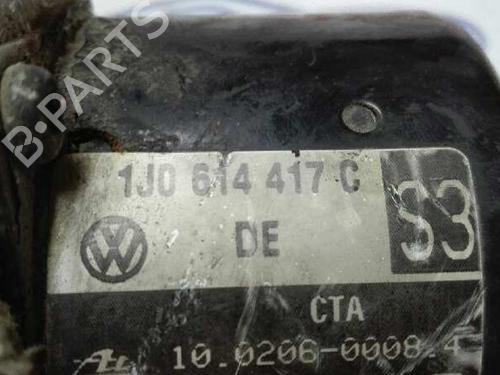 B-PARTS
1J0 614 417 C
S3
DE
CTA
10.0206-0008.4